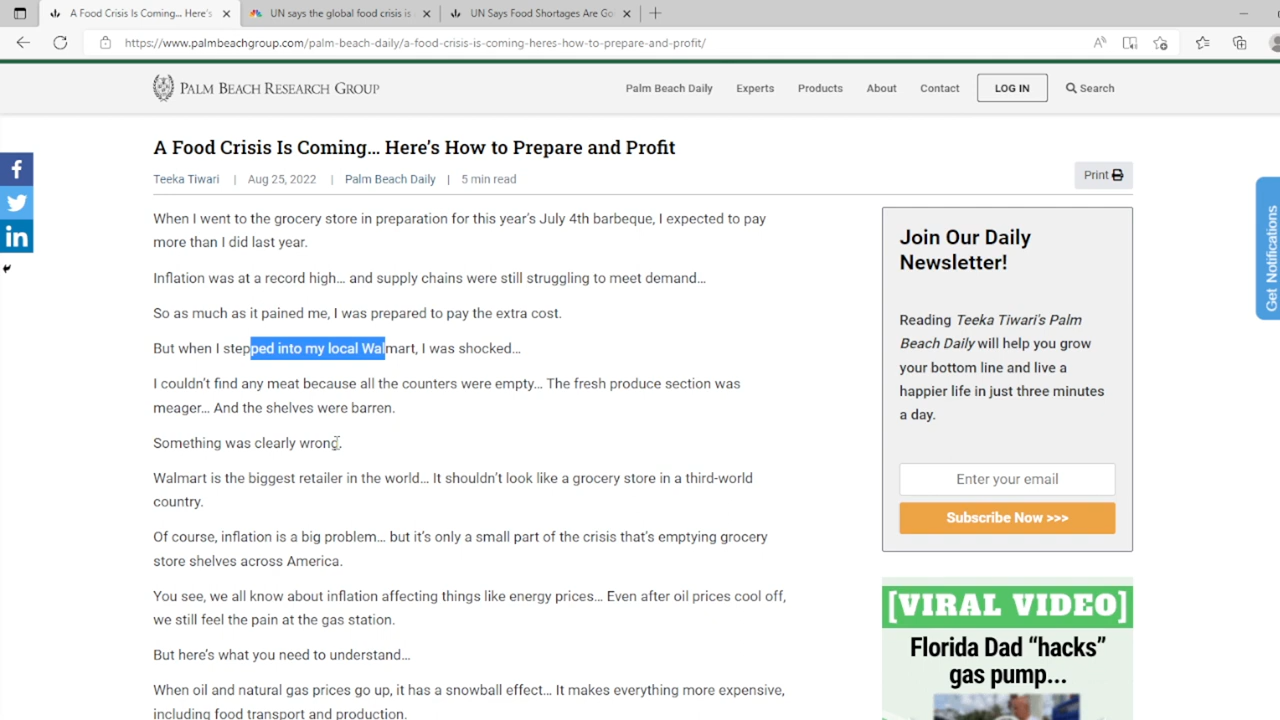 A Food Crisis Is Coming... Here's
UN says the global food crisis is
UN Says Food Shortages Are Go
https://www.palmbeachgroup.com/palm-beach-daily/a-food-crisis-is-coming-heres-how-to-prepare-and-profit/
PALM BEACH RESEARCH GROUP
Palm Beach Daily
Experts
Products
About
Contact
LOG IN
Search
A Food Crisis Is Coming... Here's How to Prepare and Profit
Teeka Tiwari | Aug 25, 2022 | Palm Beach Daily | 5 min read
Print
When I went to the grocery store in preparation for this year's July 4th barbeque, I expected to pay
more than I did last year.
Inflation was at a record high... and supply chains were still struggling to meet demand...
So as much as it pained me, I was prepared to pay the extra cost.
But when I stepped into my local Walmart, I was shocked...
I couldn't find any meat because all the counters were empty... The fresh produce section was
meager... And the shelves were barren.
Something was clearly wrong.
Walmart is the biggest retailer in the world... It shouldn't look like a grocery store in a third-world
country.
Of course, inflation is a big problem... but it's only a small part of the crisis that's emptying grocery
store shelves across America.
You see, we all know about inflation affecting things like energy prices... Even after oil prices cool off,
we still feel the pain at the gas station.
But here's what you need to understand...
When oil and natural gas prices go up, it has a snowball effect... It makes everything more expensive,
including food transport and production.
Join Our Daily
Newsletter!
Reading Teeka Tiwari's Palm
Beach Daily will help you grow
your bottom line and live a
happier life in just three minutes
a day.
Enter your email
Subscribe Now >>>
[VIRAL VIDEO]
Florida Dad “hacks”
gas pump...
Get Notifications